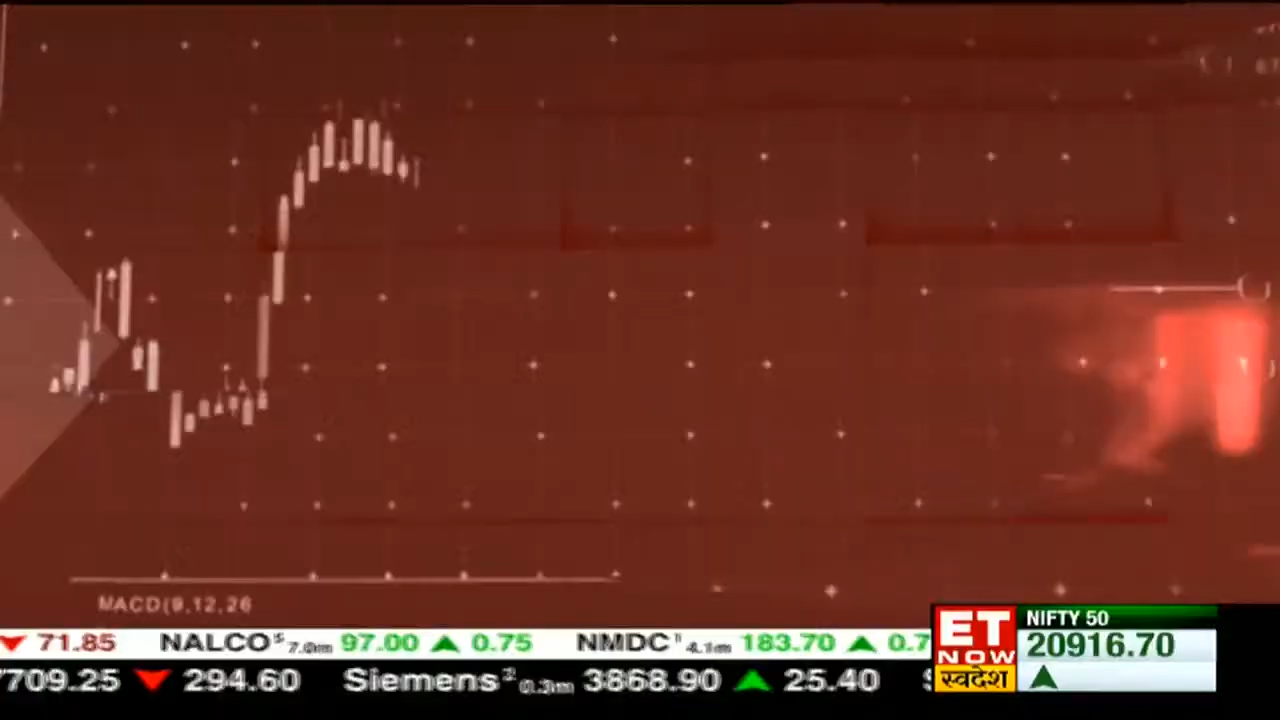 MACD(9,12,26
ET
NOW
स्वदेश
NIFTY 50
20916.70
71.85 NALCO 7.0m 97.00 0.75 NMDC 4.1m 183.70 0.7
7709.25 294.60 Siemens 2 0.3m 3868.90 25.40